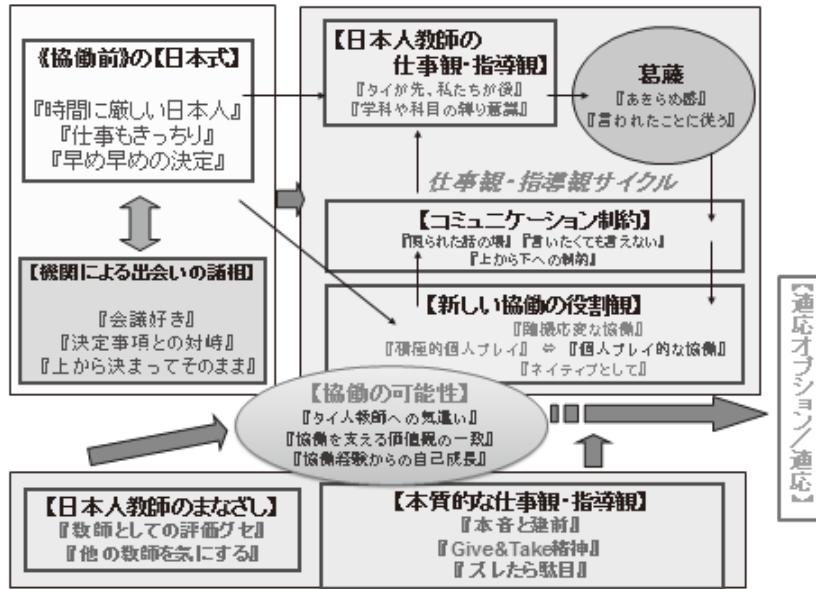 《協働前》の【日本式】
『時間に厳しい日本人』
『仕事もきっちり』
『早め早めの決定』
【機関による出会いの諸相】
『会議好き』
『決定事項との対峙』
『上から決まってそのまま』
【日本人教師の
仕事観・指導観】
『タイが先、私たちが後』
『学科や科目の縛り意識』
葛藤
『あきらめ感』
『言われたことに従う』
仕事観・指導観サイクル
【コミュニケーション制約】
『限られた話の場』『言いたくても言えない』
『上から下への制約』
【新しい協働の役割観】
『臨機応変な協働』
『積極的個人プレイ』 ⇔ 『個人プレイ的な協働』
『ネイティブとして』
【協働の可能性】
『タイ人教師への気遣い』
『協働を支える価値観の一致』
『協働経験からの自己成長』
【適応オプション/適応】
【日本人教師のまなざし】
『教師としての評価グセ』
『他の教師を気にする』
【本質的な仕事観・指導観】
『本音と建前』
『Give&Take精神』
『ズレたら駄目』